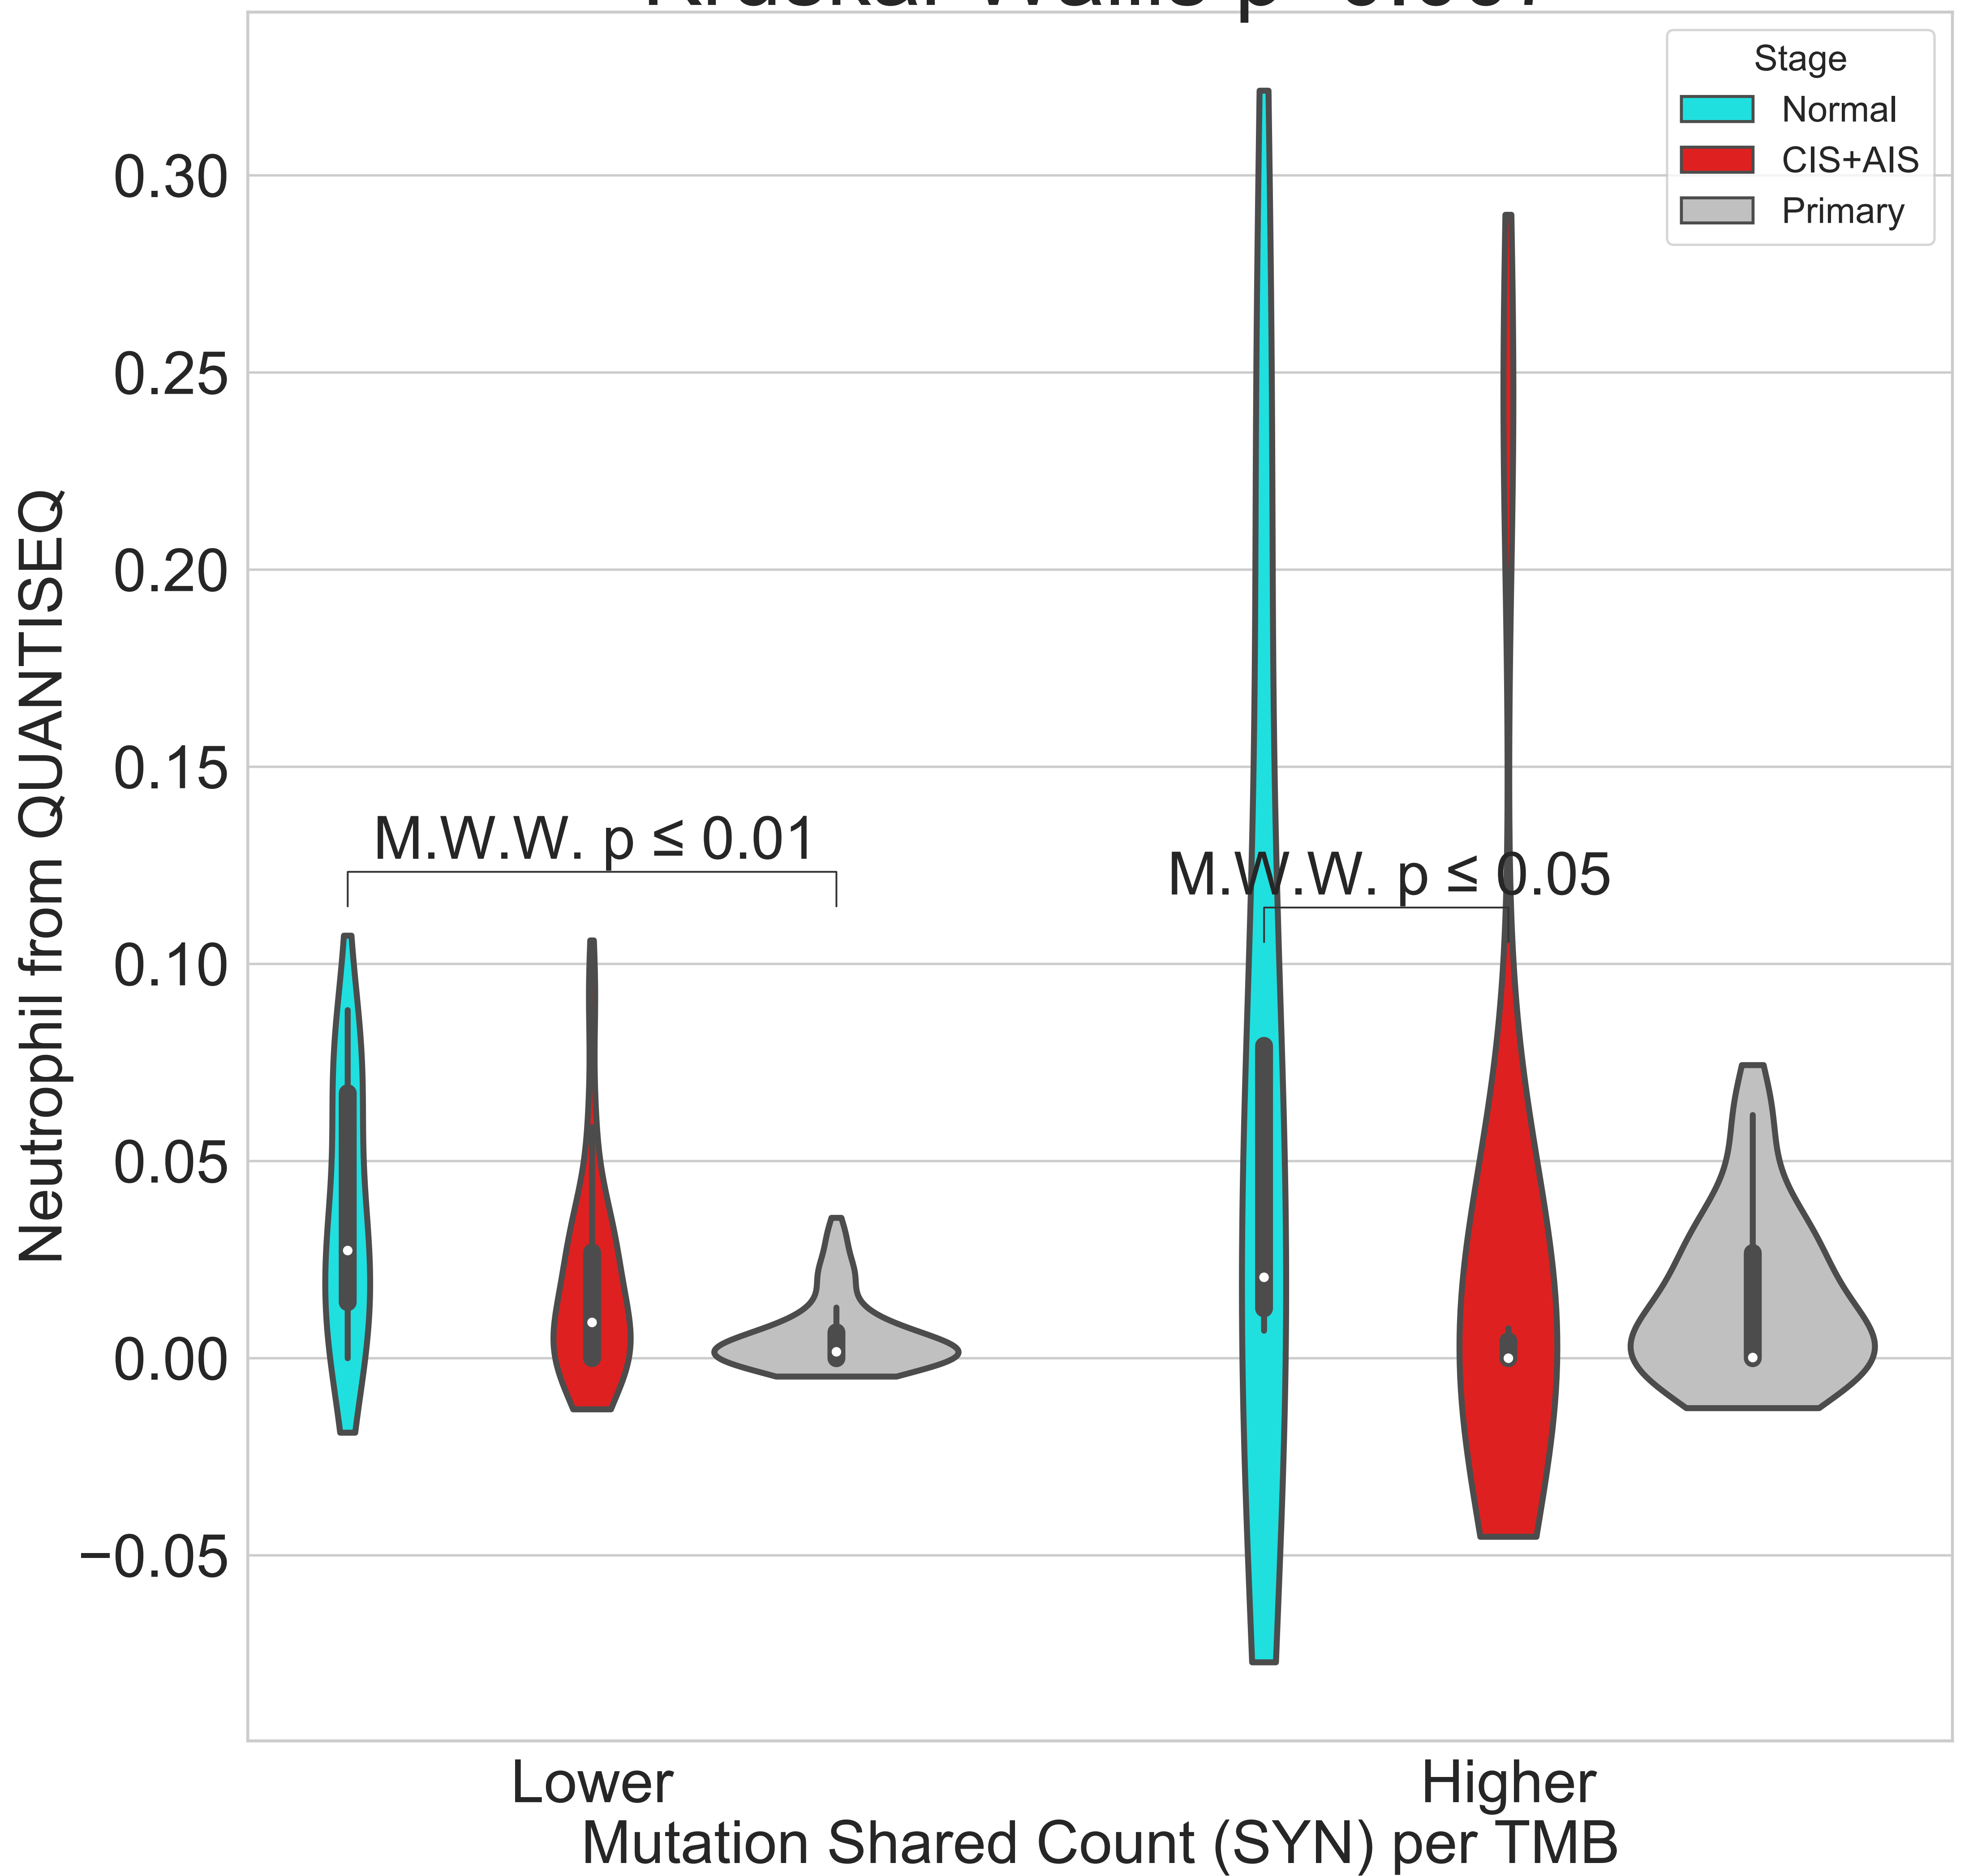 Stage
Normal
CIS+AIS
Primary
0.30
0.25
0.20
0.15
0.10
0.05
0.00
−0.05
Neutrophil from QUANTISEQ
M.W.W. p ≤ 0.01
M.W.W. p ≤ 0.05
Lower
Higher
Mutation Shared Count (SYN) per TMB